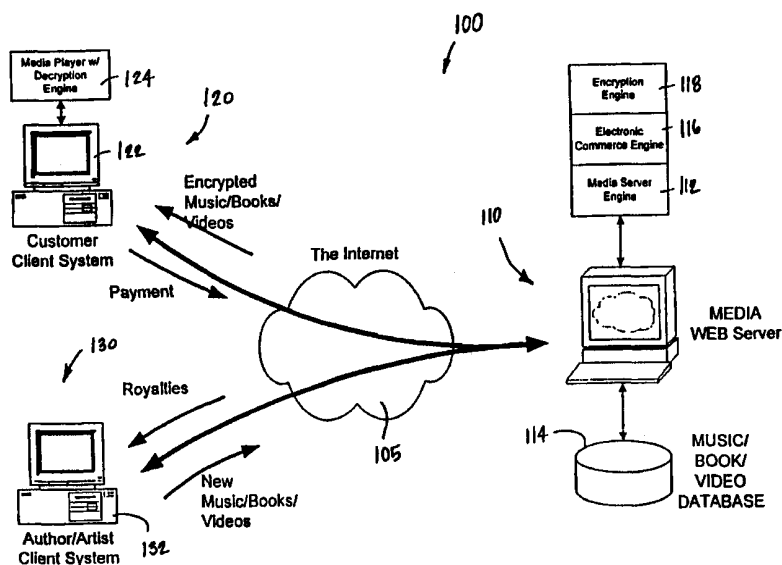 100
Media Player w/
Decryption
Engine
124
120
122
Customer
Client System
Encrypted
Music/Books/
Videos
Payment
The Internet
105
110
Encryption
Engine
118
Electronic
Commerce Engine
116
Media Server
Engine
112
MEDIA
WEB Server
114
MUSIC/
BOOK/
VIDEO
DATABASE
130
Royalties
New
Music/Books/
Videos
132
Author/Artist
Client System